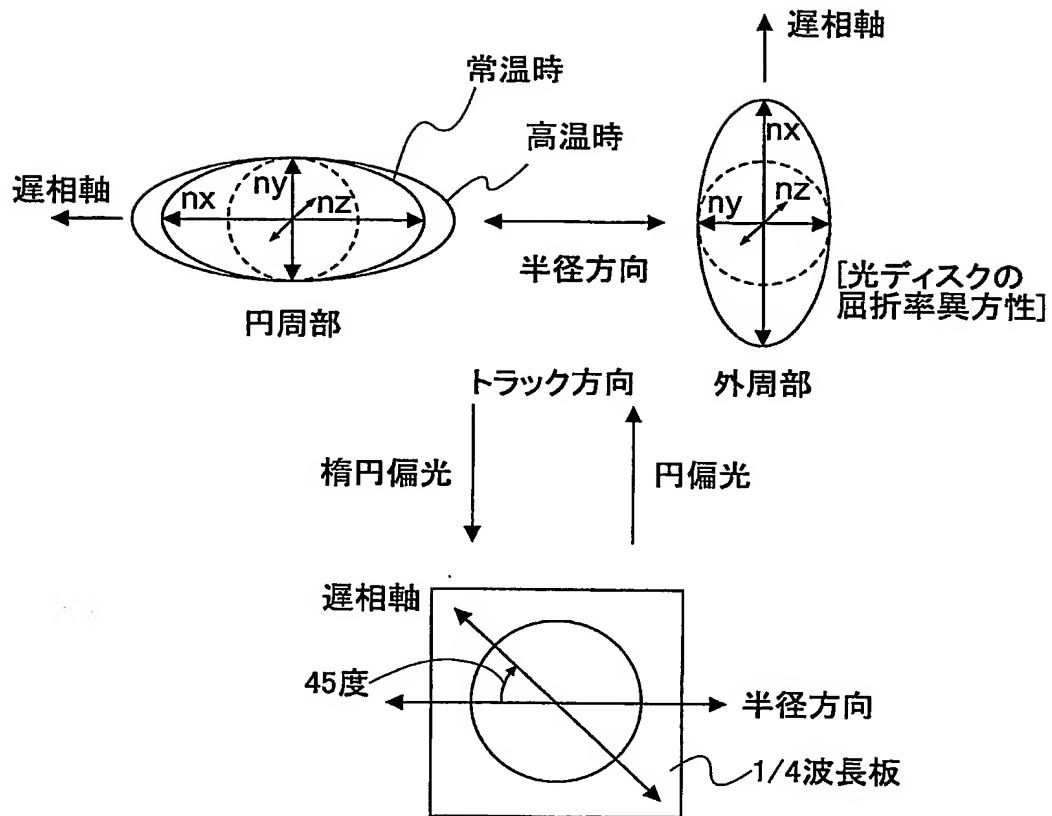 遅相軸
常温時
高温時
遅相軸
nx
ny
nz
nx
ny
nz
半径方向
[光ディスクの
屈折率異方性]
円周部
外周部
トラック方向
楕円偏光
円偏光
遅相軸
45度
半径方向
1/4波長板